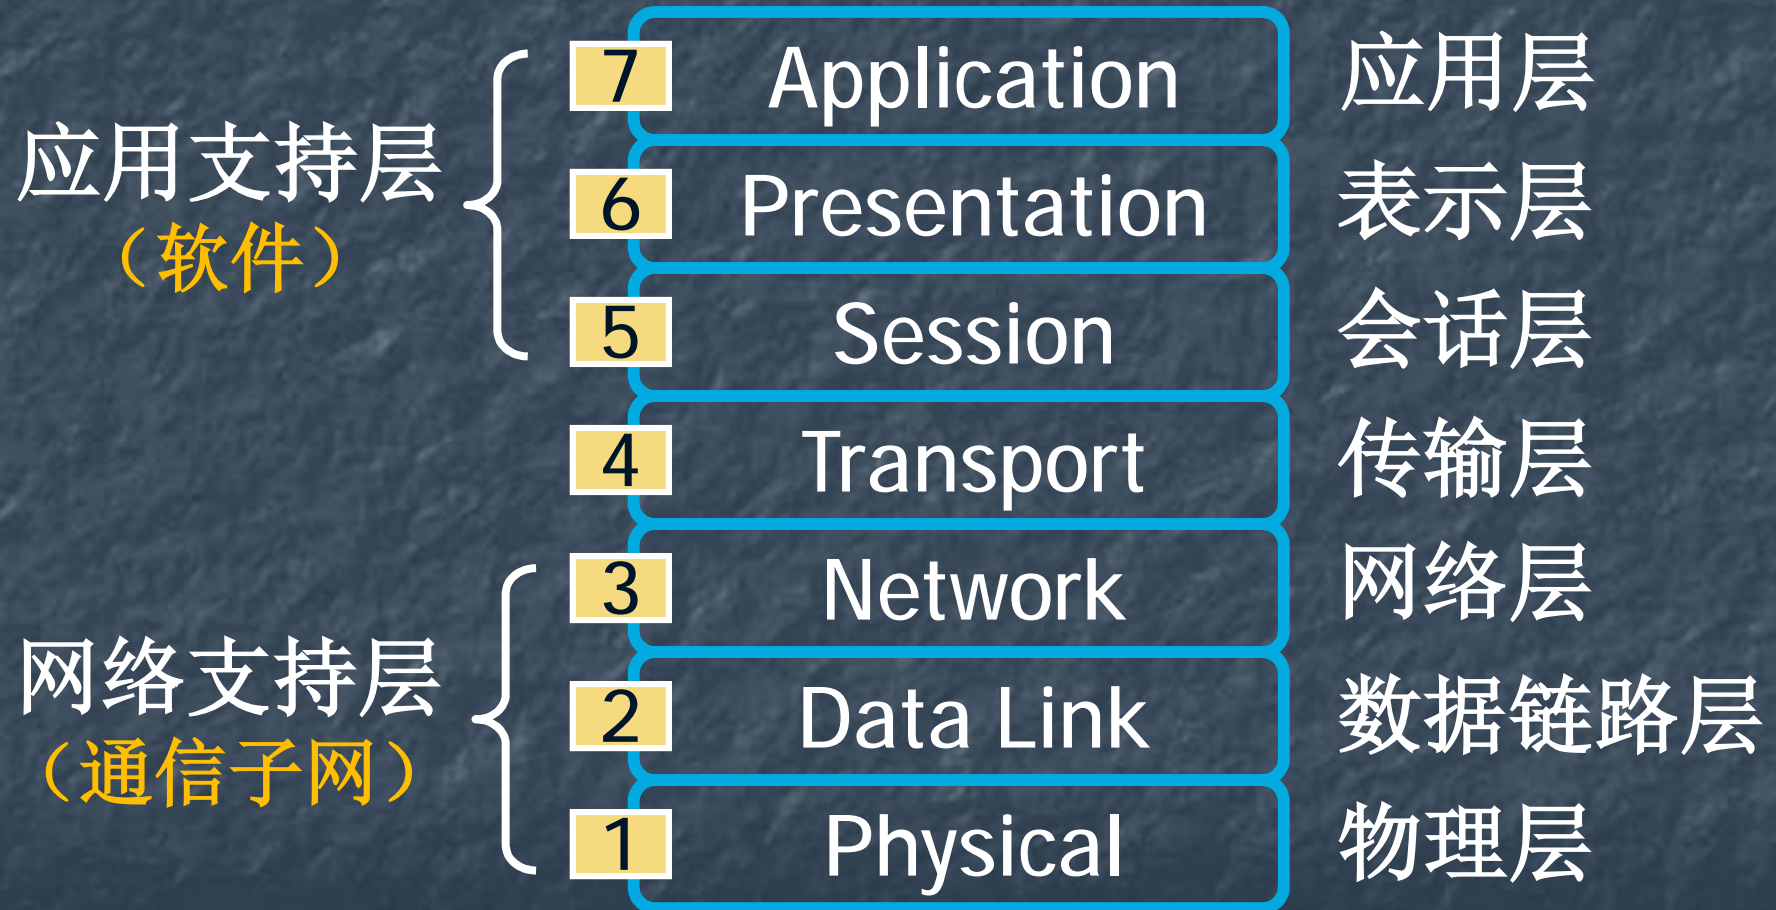 7 Application 应用层
应用支持层
（软件）
6 Presentation 表示层
5 Session 会话层
4 Transport 传输层
3 Network 网络层
网络支持层
（通信子网）
2 Data Link 数据链路层
1 Physical 物理层